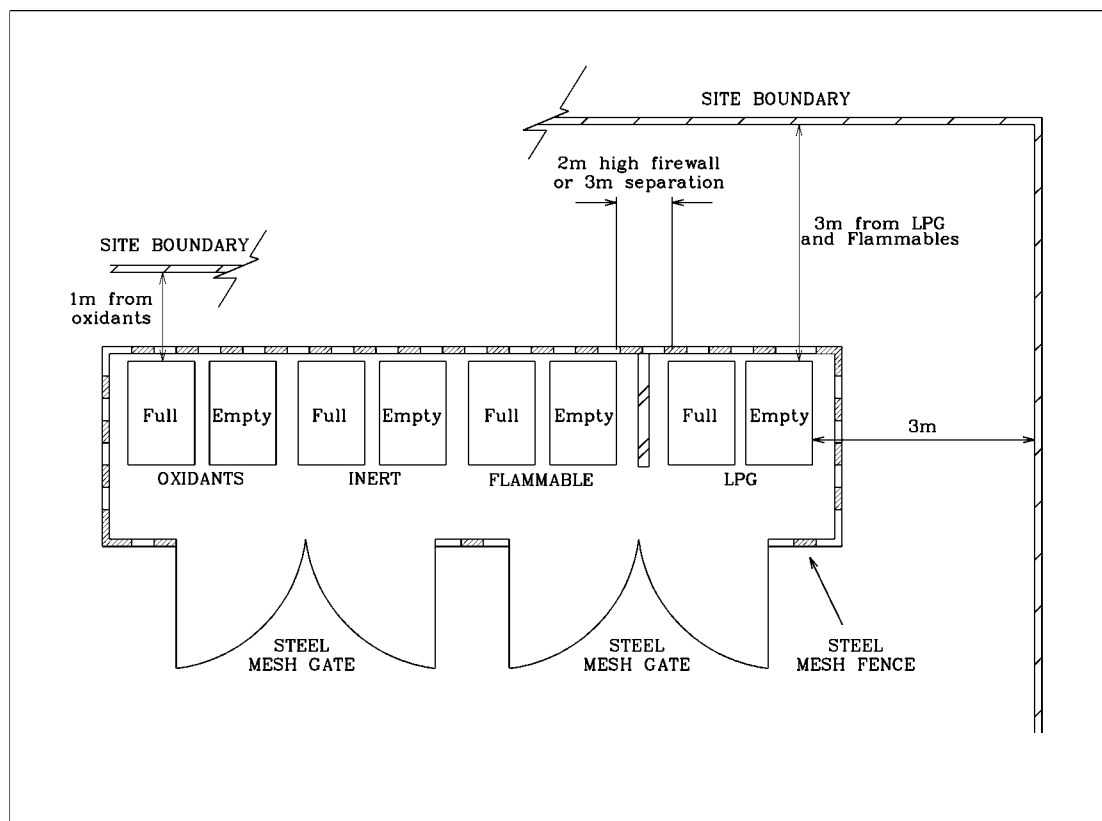 SITE BOUNDARY
2m high firewall
or 3m separation
3m from LPG
and Flammables
SITE BOUNDARY
1m from
oxidants
Full
Empty
Full
Empty
Full
Empty
Full
Empty
3m
OXIDANTS
INERT
FLAMMABLE
LPG
STEEL
MESH GATE
STEEL
MESH GATE
STEEL
MESH FENCE